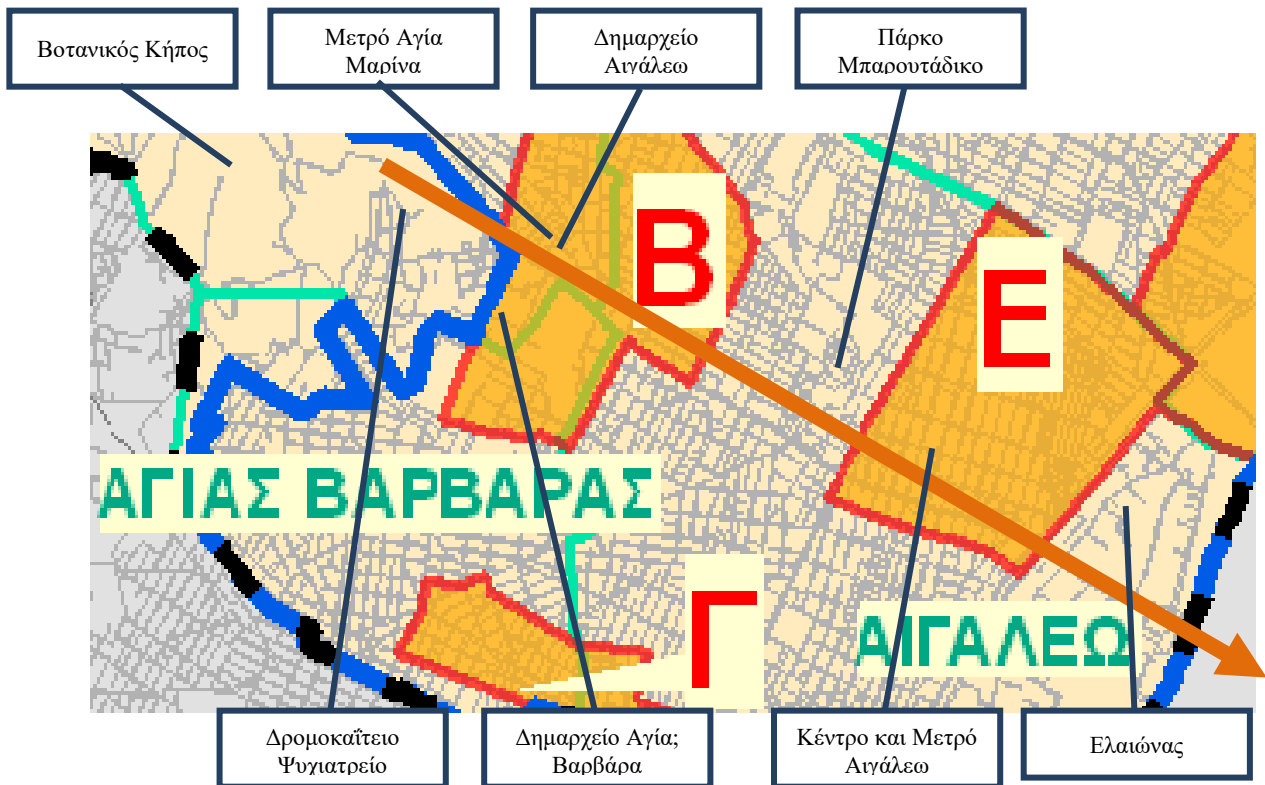 Βοτανικός Κήπος
Μετρό Αγία
Μαρίνα
Δημαρχείο
Αιγάλεω
Πάρκο
Μπαρουτάδικο
Β
Ε
ΑΓΙΑΣ ΒΑΡΒΑΡΑΣ
Γ
ΑΙΓΑΛΕΩ
Δρομοκαΐτειο
Ψυχιατρείο
Δημαρχείο Αγία;
Βαρβάρα
Κέντρο και Μετρό
Αιγάλεω
Ελαιώνας